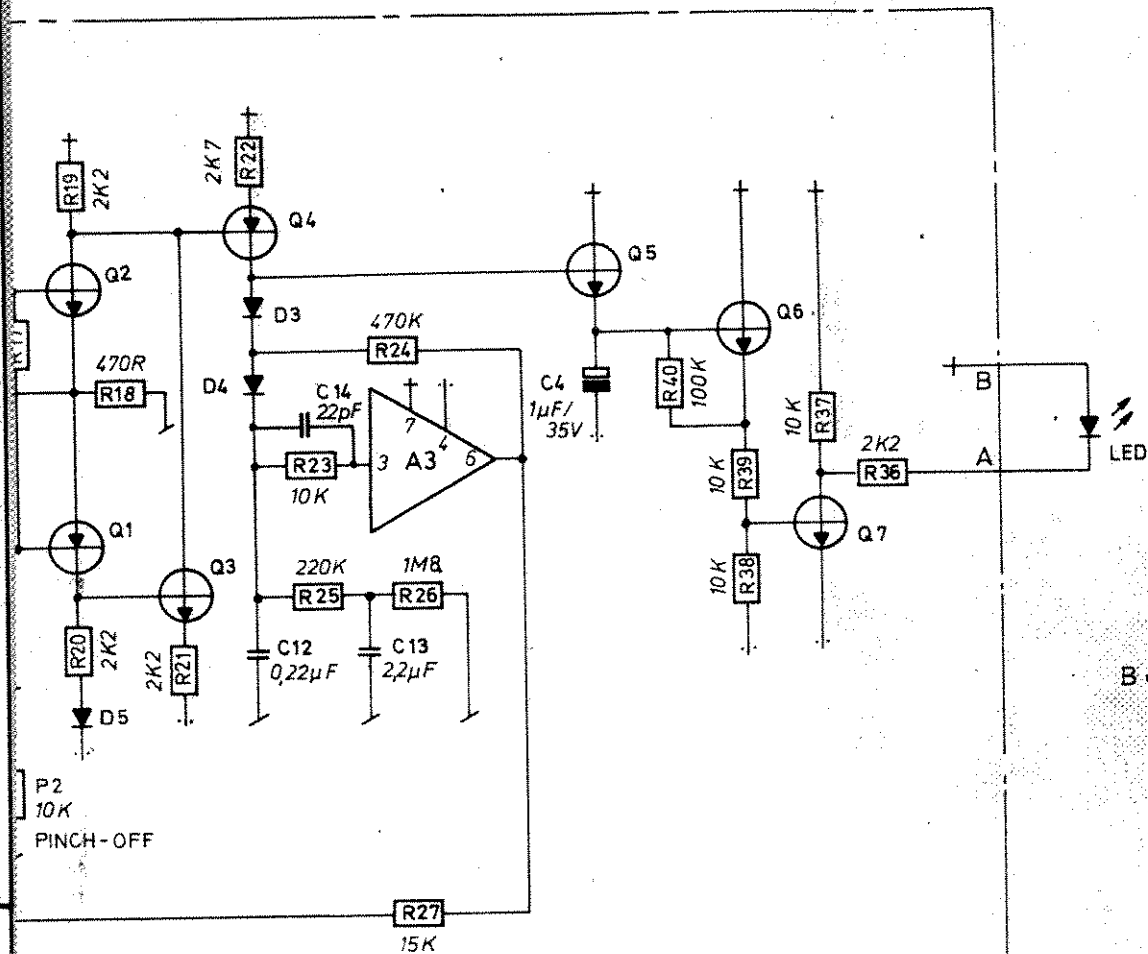 R19
2K2
2K7
R22
Q4
Q2
Q5
D3
470K
R24
Q6
R17
470R
R18
D4
C14
22pF
7
4
3
A3
6
R23
10K
C4
1µF/
35V
R40
100K
10K
R37
B
A
LED
2K2
R36
10K
R39
Q7
Q1
Q3
220K
R25
1M8
R26
10K
R38
R20
2K2
2K2
R21
C12
0,22µF
C13
2,2µF
D5
B
P2
10K
PINCH-OFF
R27
15K